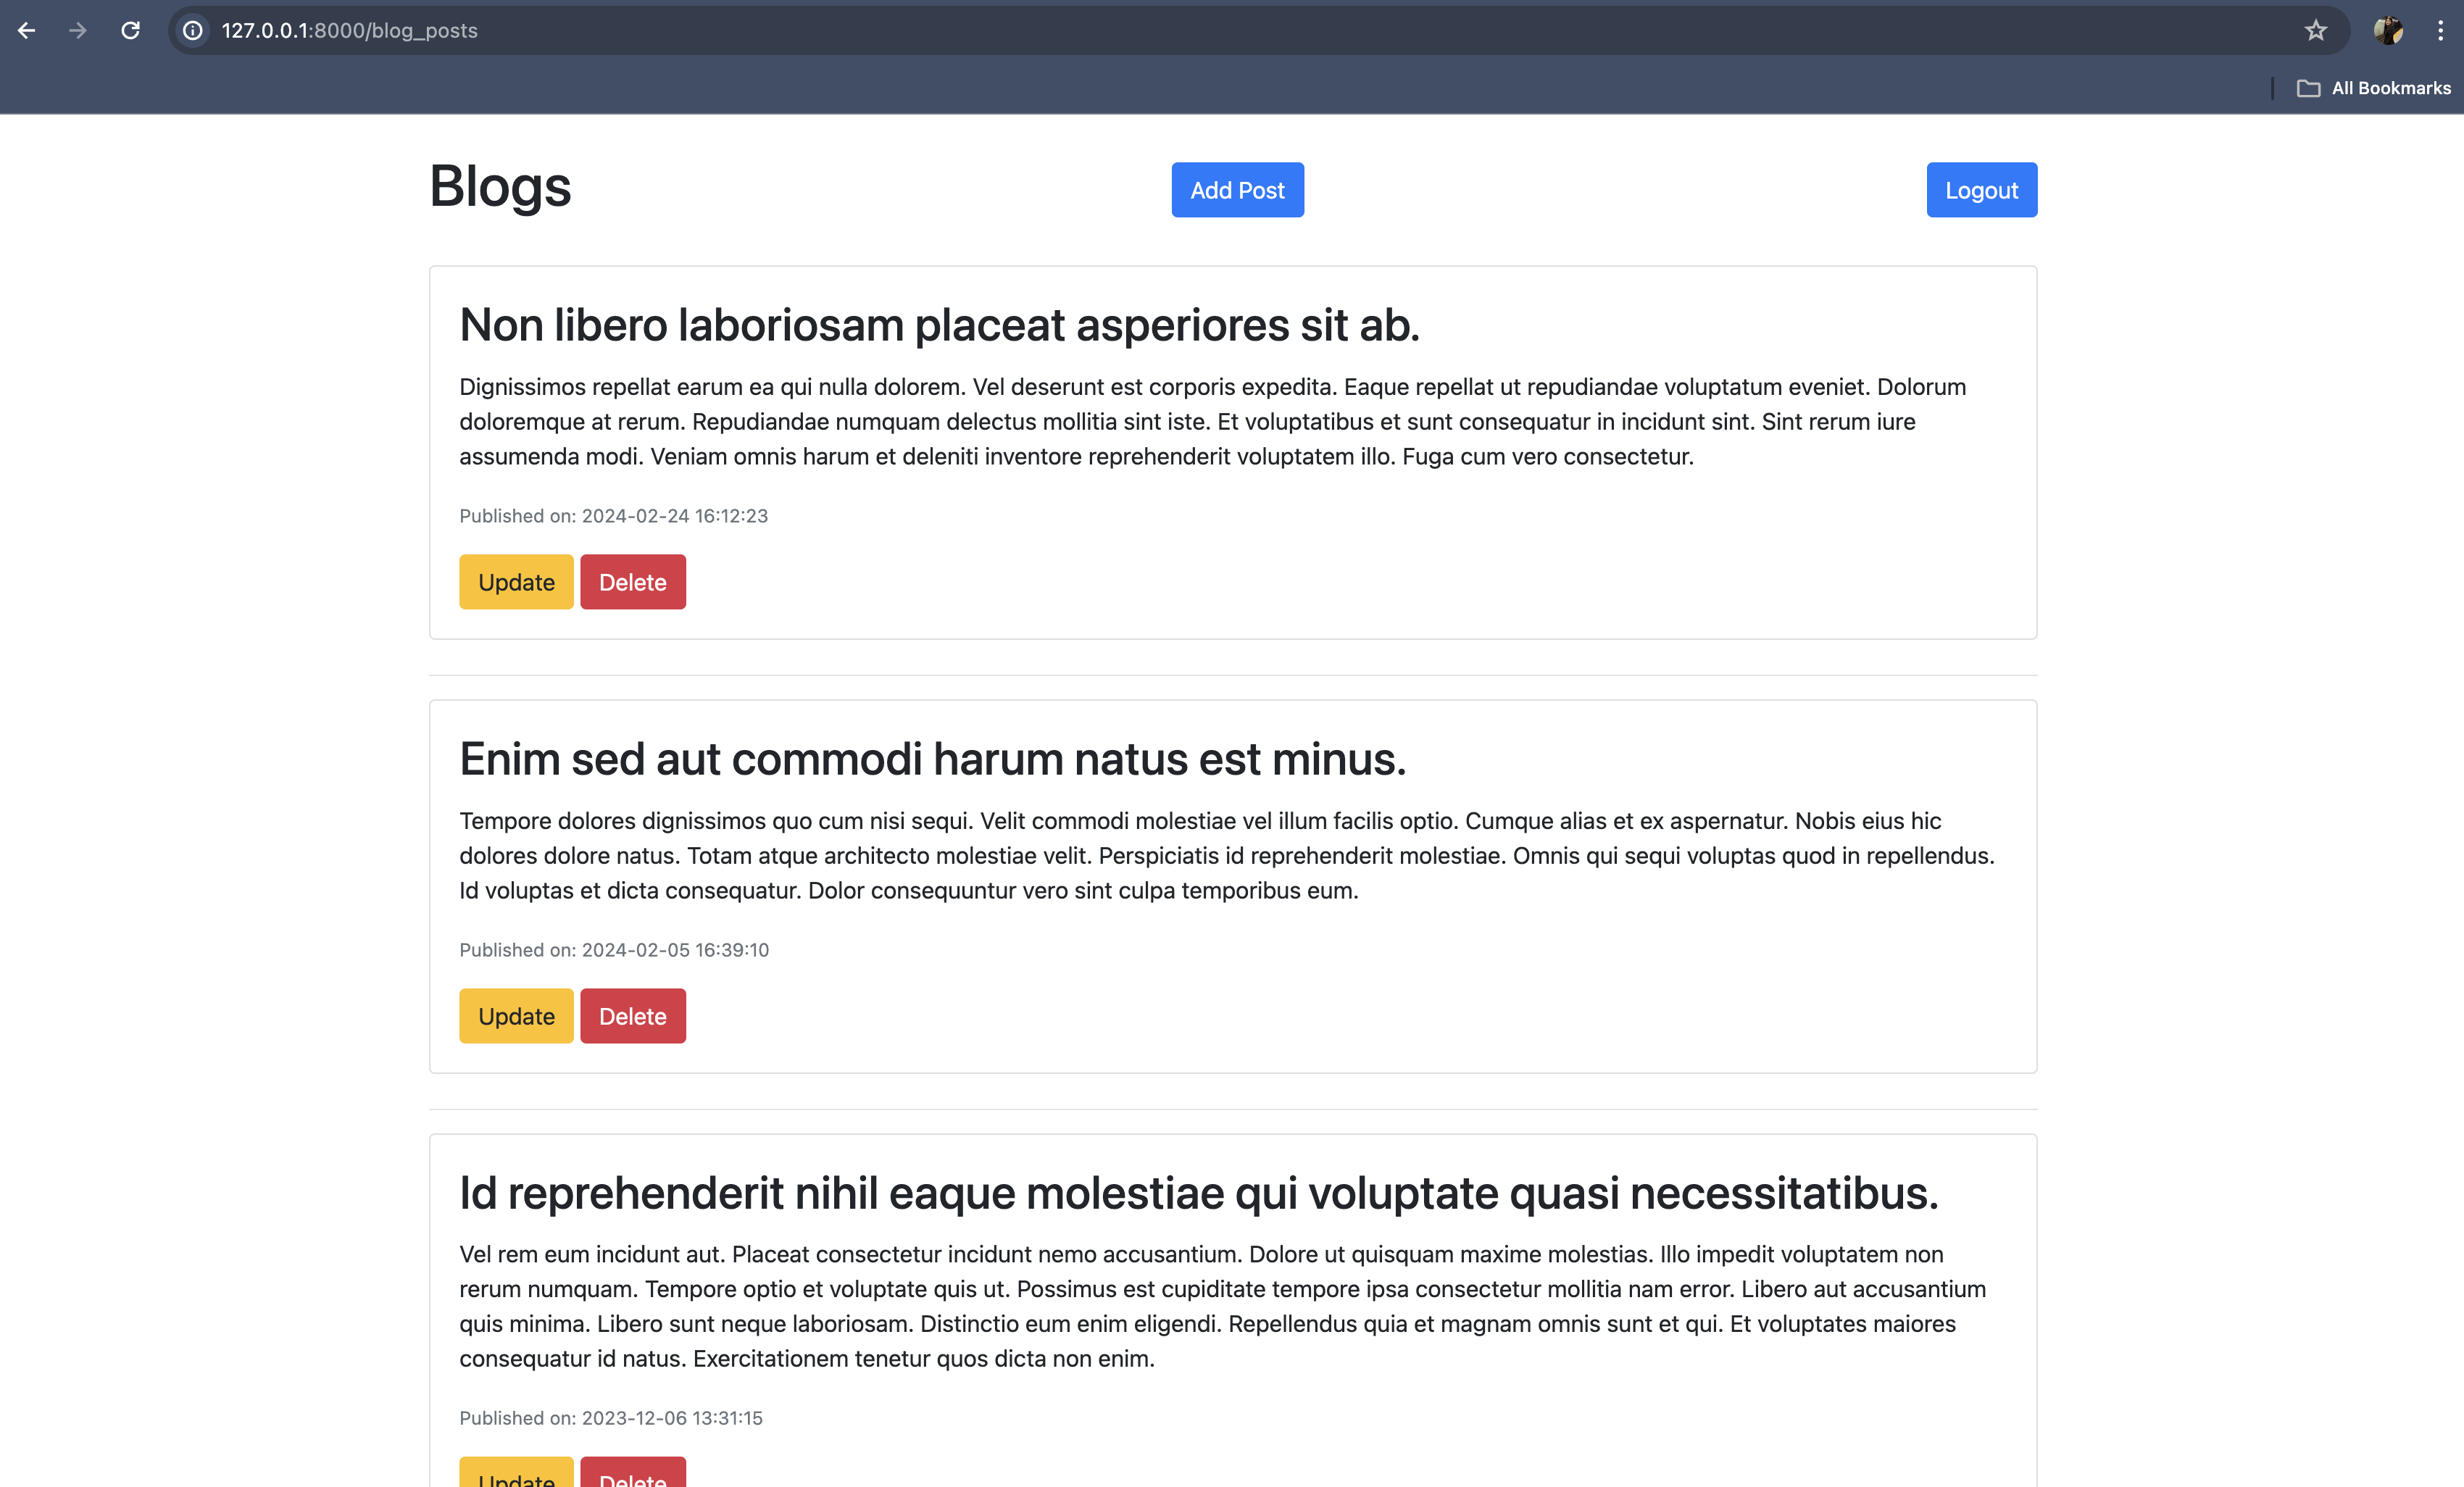 127.0.0.1:8000/blog_posts
All Bookmarks
Blogs
Add Post
Logout
Non libero laboriosam placeat asperiores sit ab.
Dignissimos repellat earum ea qui nulla dolorem. Vel deserunt est corporis expedita. Eaque repellat ut repudiandae voluptatum eveniet. Dolorum
doloremque at rerum. Repudiandae numquam delectus mollitia sint iste. Et voluptatibus et sunt consequatur in incidunt sint. Sint rerum iure
assumenda modi. Veniam omnis harum et deleniti inventore reprehenderit voluptatem illo. Fuga cum vero consectetur.
Published on: 2024-02-24 16:12:23
Update
Delete
Enim sed aut commodi harum natus est minus.
Tempore dolores dignissimos quo cum nisi sequi. Velit commodi molestiae vel illum facilis optio. Cumque alias et ex aspernatur. Nobis eius hic
dolores dolore natus. Totam atque architecto molestiae velit. Perspiciatis id reprehenderit molestiae. Omnis qui sequi voluptas quod in repellendus.
Id voluptas et dicta consequatur. Dolor consequuntur vero sint culpa temporibus eum.
Published on: 2024-02-05 16:39:10
Update
Delete
Id reprehenderit nihil eaque molestiae qui voluptate quasi necessitatibus.
Vel rem eum incidunt aut. Placeat consectetur incidunt nemo accusantium. Dolore ut quisquam maxime molestias. Illo impedit voluptatem non
rerum numquam. Tempore optio et voluptate quis ut. Possimus est cupiditate tempore ipsa consectetur mollitia nam error. Libero aut accusantium
quis minima. Libero sunt neque laboriosam. Distinctio eum enim eligendi. Repellendus quia et magnam omnis sunt et qui. Et voluptates maiores
consequatur id natus. Exercitationem tenetur quos dicta non enim.
Published on: 2023-12-06 13:31:15
Update
Delete